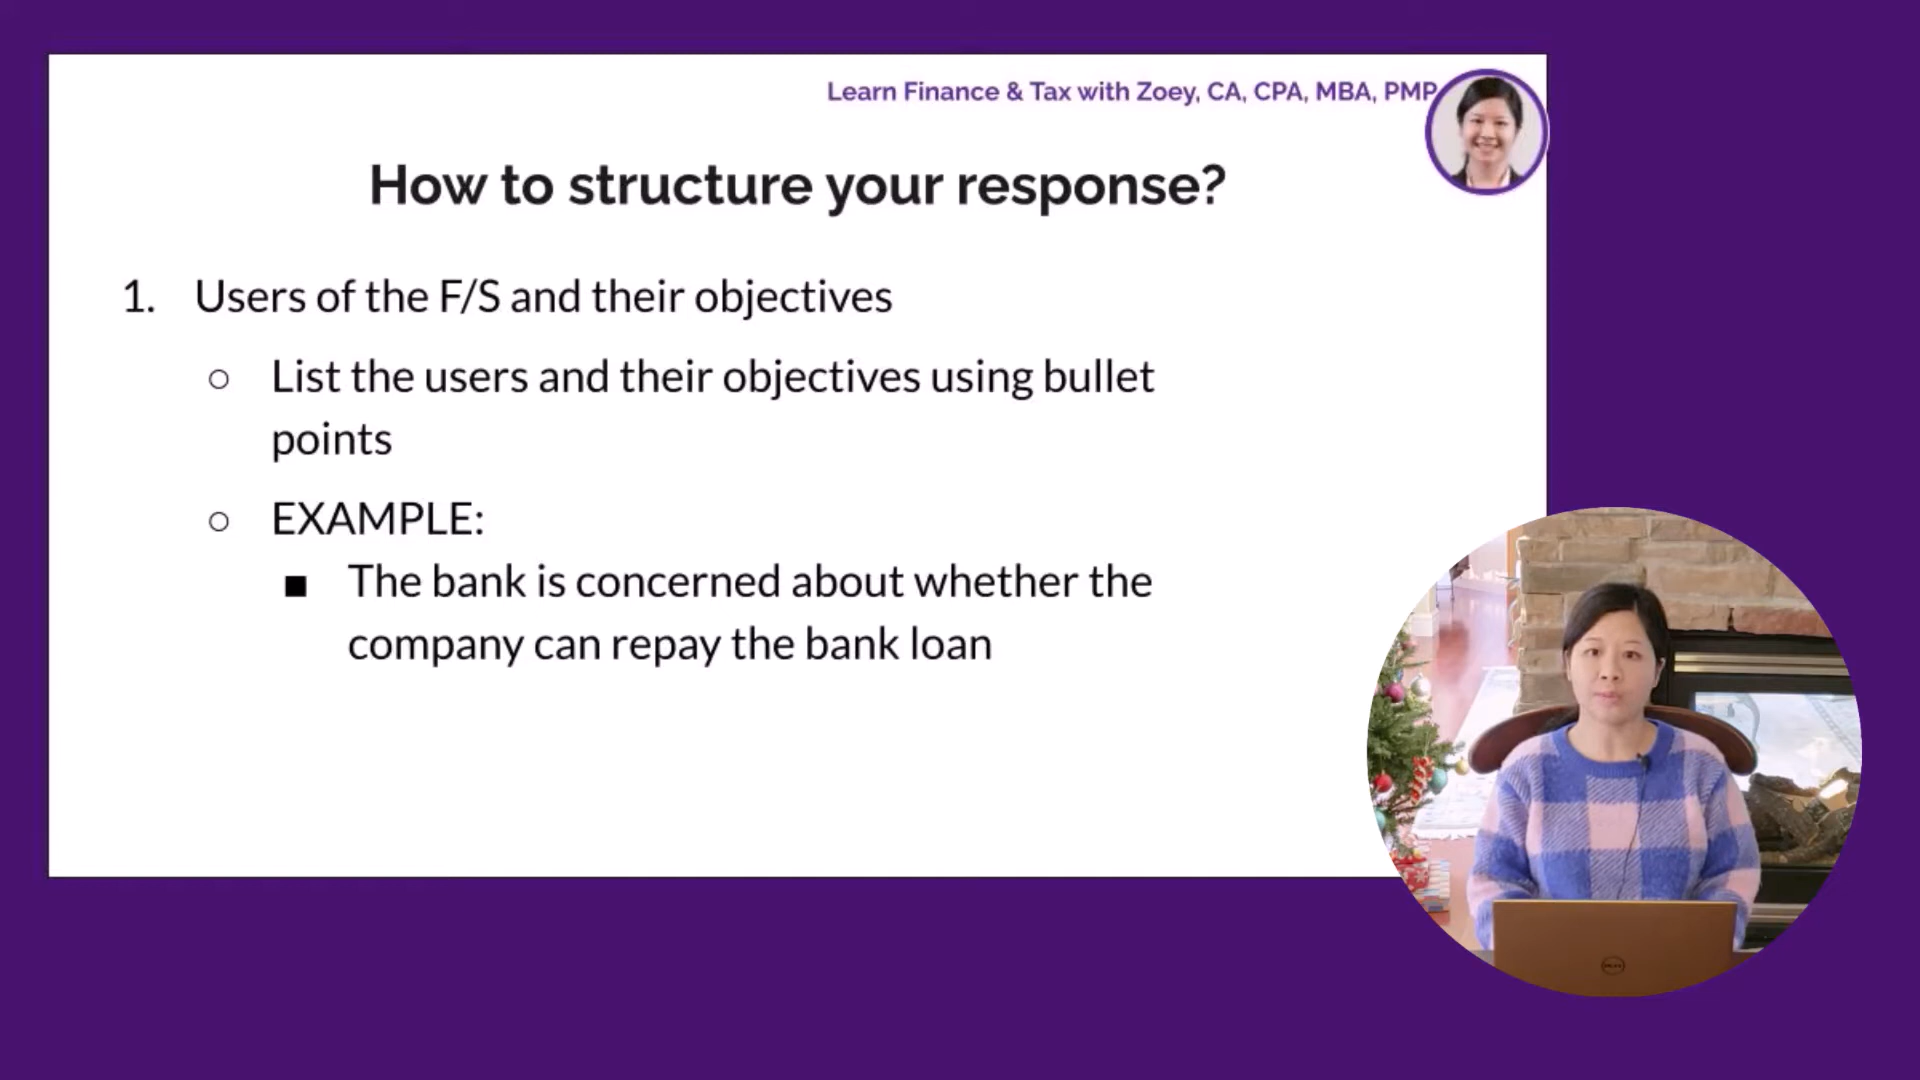 Learn Finance & Tax with Zoey, CA, CPA, MBA, PMP
How to structure your response?
1. Users of the F/S and their objectives
○ List the users and their objectives using bullet
points
○ EXAMPLE:
■ The bank is concerned about whether the
company can repay the bank loan
DELL